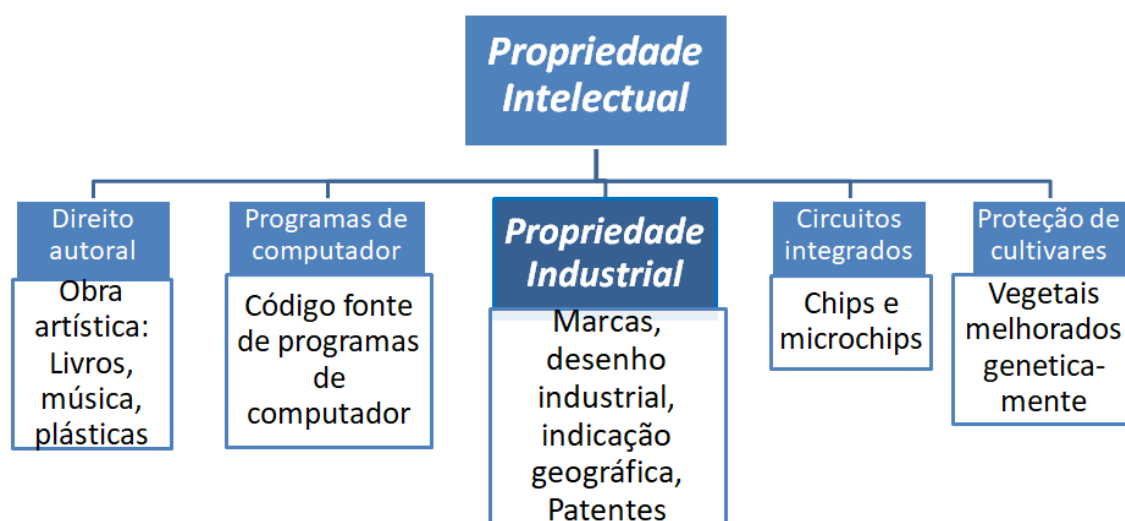 Propriedade
Intelectual
Direito
autoral
Obra
artística:
Livros,
música,
plásticas
Programas de
computador
Código fonte
de programas
de
computador
Propriedade
Industrial
Marcas,
desenho
industrial,
indicação
geográfica,
Patentes
Circuitos
integrados
Chips e
microchips
Proteção de
cultivares
Vegetais
melhorados
genetica-
mente